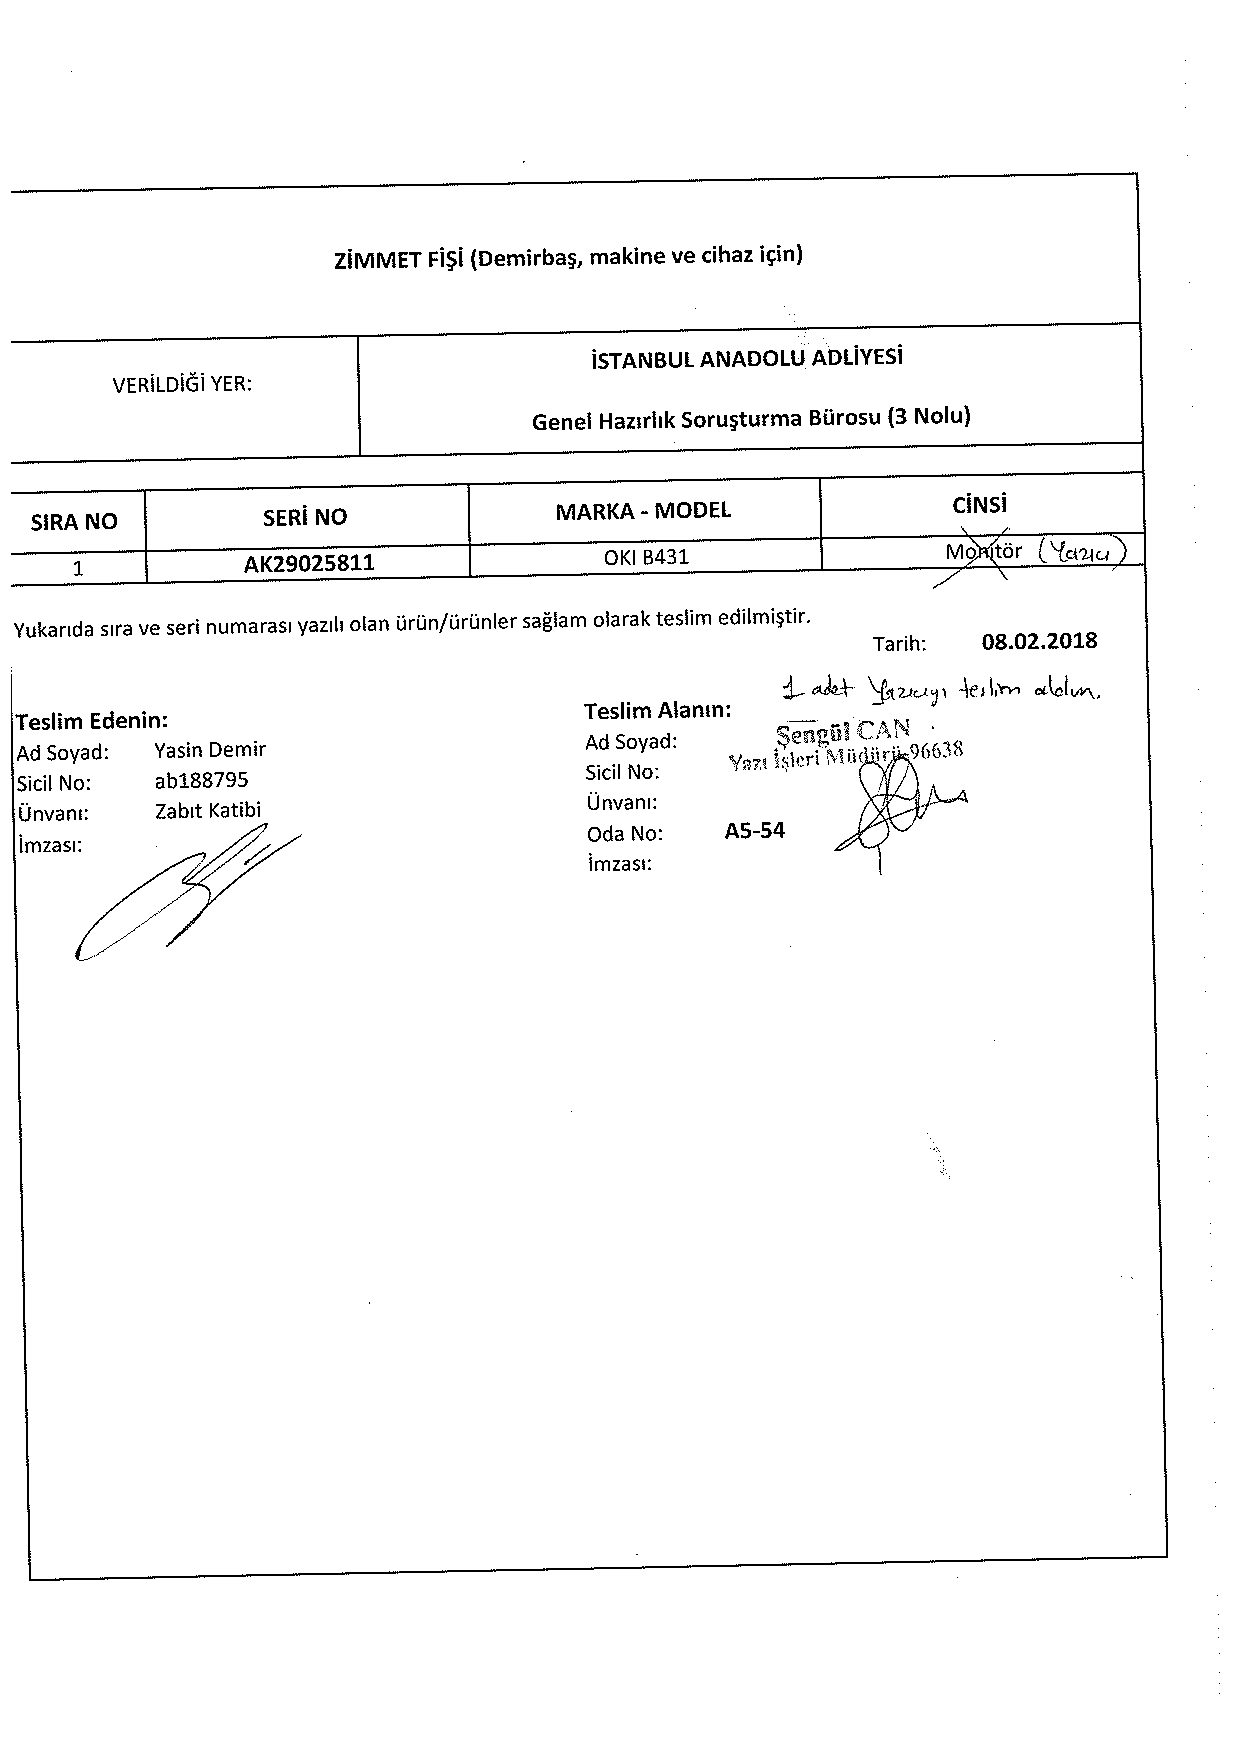 ZİMMET FİŞİ (Demirbaş, makine ve cihaz için)
VERİLDİĞİ YER:
İSTANBUL ANADOLU ADLİYESİ
Genel Hazırlık Soruşturma Bürosu (3 Nolu)
SIRA NO SERİ NO MARKA - MODEL CİNSİ
1 AK29025811 OKI B431 Monitör (Yazıcı)
Yukarıda sıra ve seri numarası yazılı olan ürün/ürünler sağlam olarak teslim edilmiştir.
Tarih: 08.02.2018
1 adet Yazıcıyı teslim aldım.
Teslim Edenin:
Ad Soyad: Yasin Demir
Sicil No: ab188795
Ünvanı: Zabıt Katibi
İmzası:
Teslim Alanın:
Ad Soyad: Şengül CAN
Yazı İşleri Müdürü-96638
Sicil No:
Ünvanı:
Oda No: A5-54
İmzası: